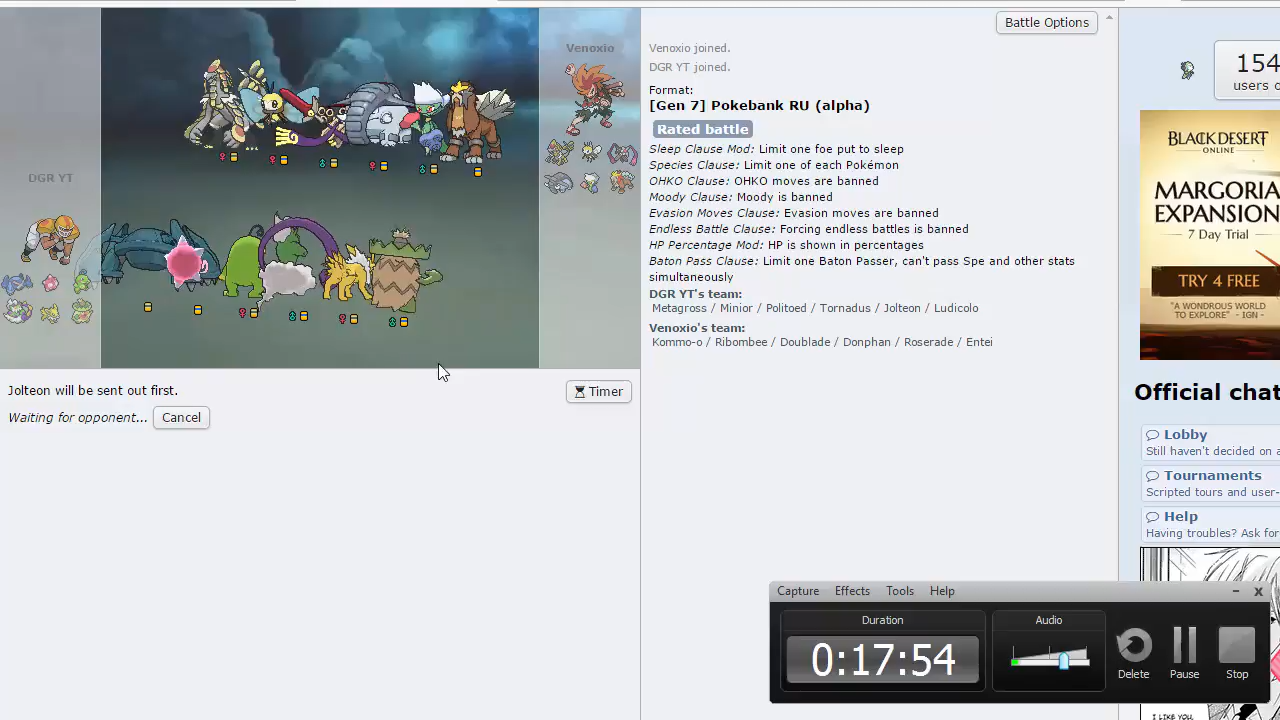 Venoxio
DGR YT
Jolteon will be sent out first.
Timer
Waiting for opponent...
Cancel
Battle Options
Venoxio joined.
DGR YT joined.
Format:
[Gen 7] Pokebank RU (alpha)
Rated battle
Sleep Clause Mod: Limit one foe put to sleep
Species Clause: Limit one of each Pokémon
OHKO Clause: OHKO moves are banned
Moody Clause: Moody is banned
Evasion Moves Clause: Evasion moves are banned
Endless Battle Clause: Forcing endless battles is banned
HP Percentage Mod: HP is shown in percentages
Baton Pass Clause: Limit one Baton Passer, can't pass Spe and other stats
simultaneously
DGR YT's team:
Metagross / Minior / Politoed / Tornadus / Jolteon / Ludicolo
Venoxio's team:
Kommo-o / Ribombee / Doublade / Donphan / Roserade / Entei
154
users o
BLACK DESERT
ONLINE
MARGORIA
EXPANSION
7 Day Trial
TRY 4 FREE
"A WONDROUS WORLD
TO EXPLORE" - IGN -
Official chat
Lobby
Still haven't decided on a
Tournaments
Scripted tours and user-
Help
Having troubles? Ask for
Capture Effects Tools Help
Duration
0:17:54
Audio
Delete
Pause
Stop
I LIKE YOU,